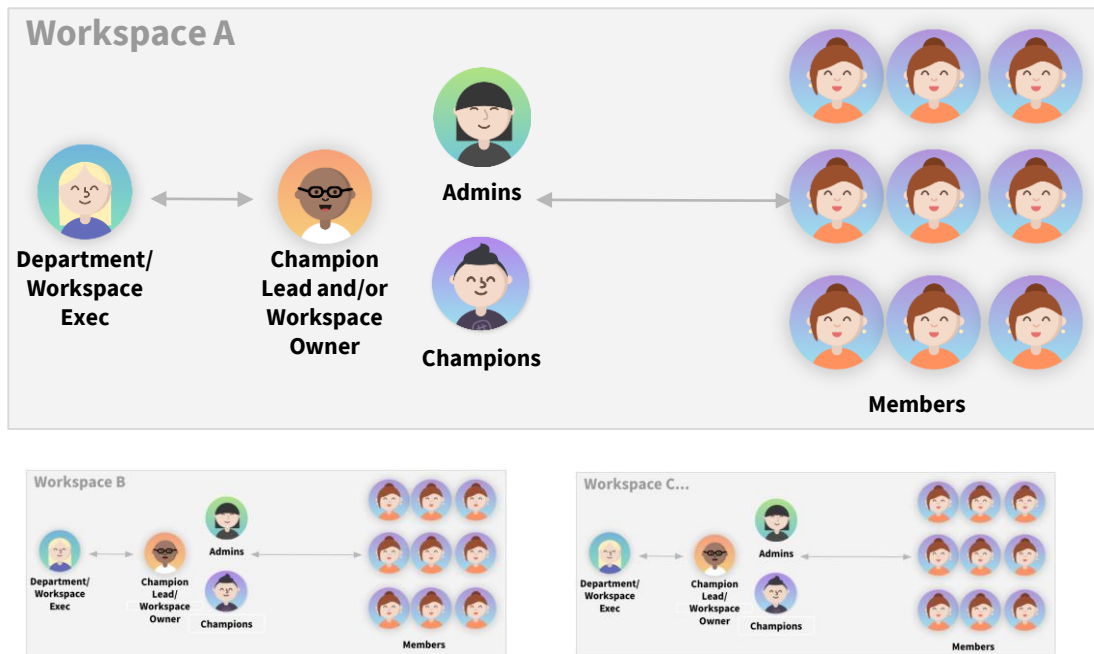 Workspace A
Admins
Department/
Workspace
Exec
Champion
Lead and/or
Workspace
Owner
Champions
Members
Workspace B
Admins
Department/
Workspace
Exec
Champion
Lead/
Workspace
Owner
Champions
Members
Workspace C...
Admins
Department/
Workspace
Exec
Champion
Lead/
Workspace
Owner
Champions
Members